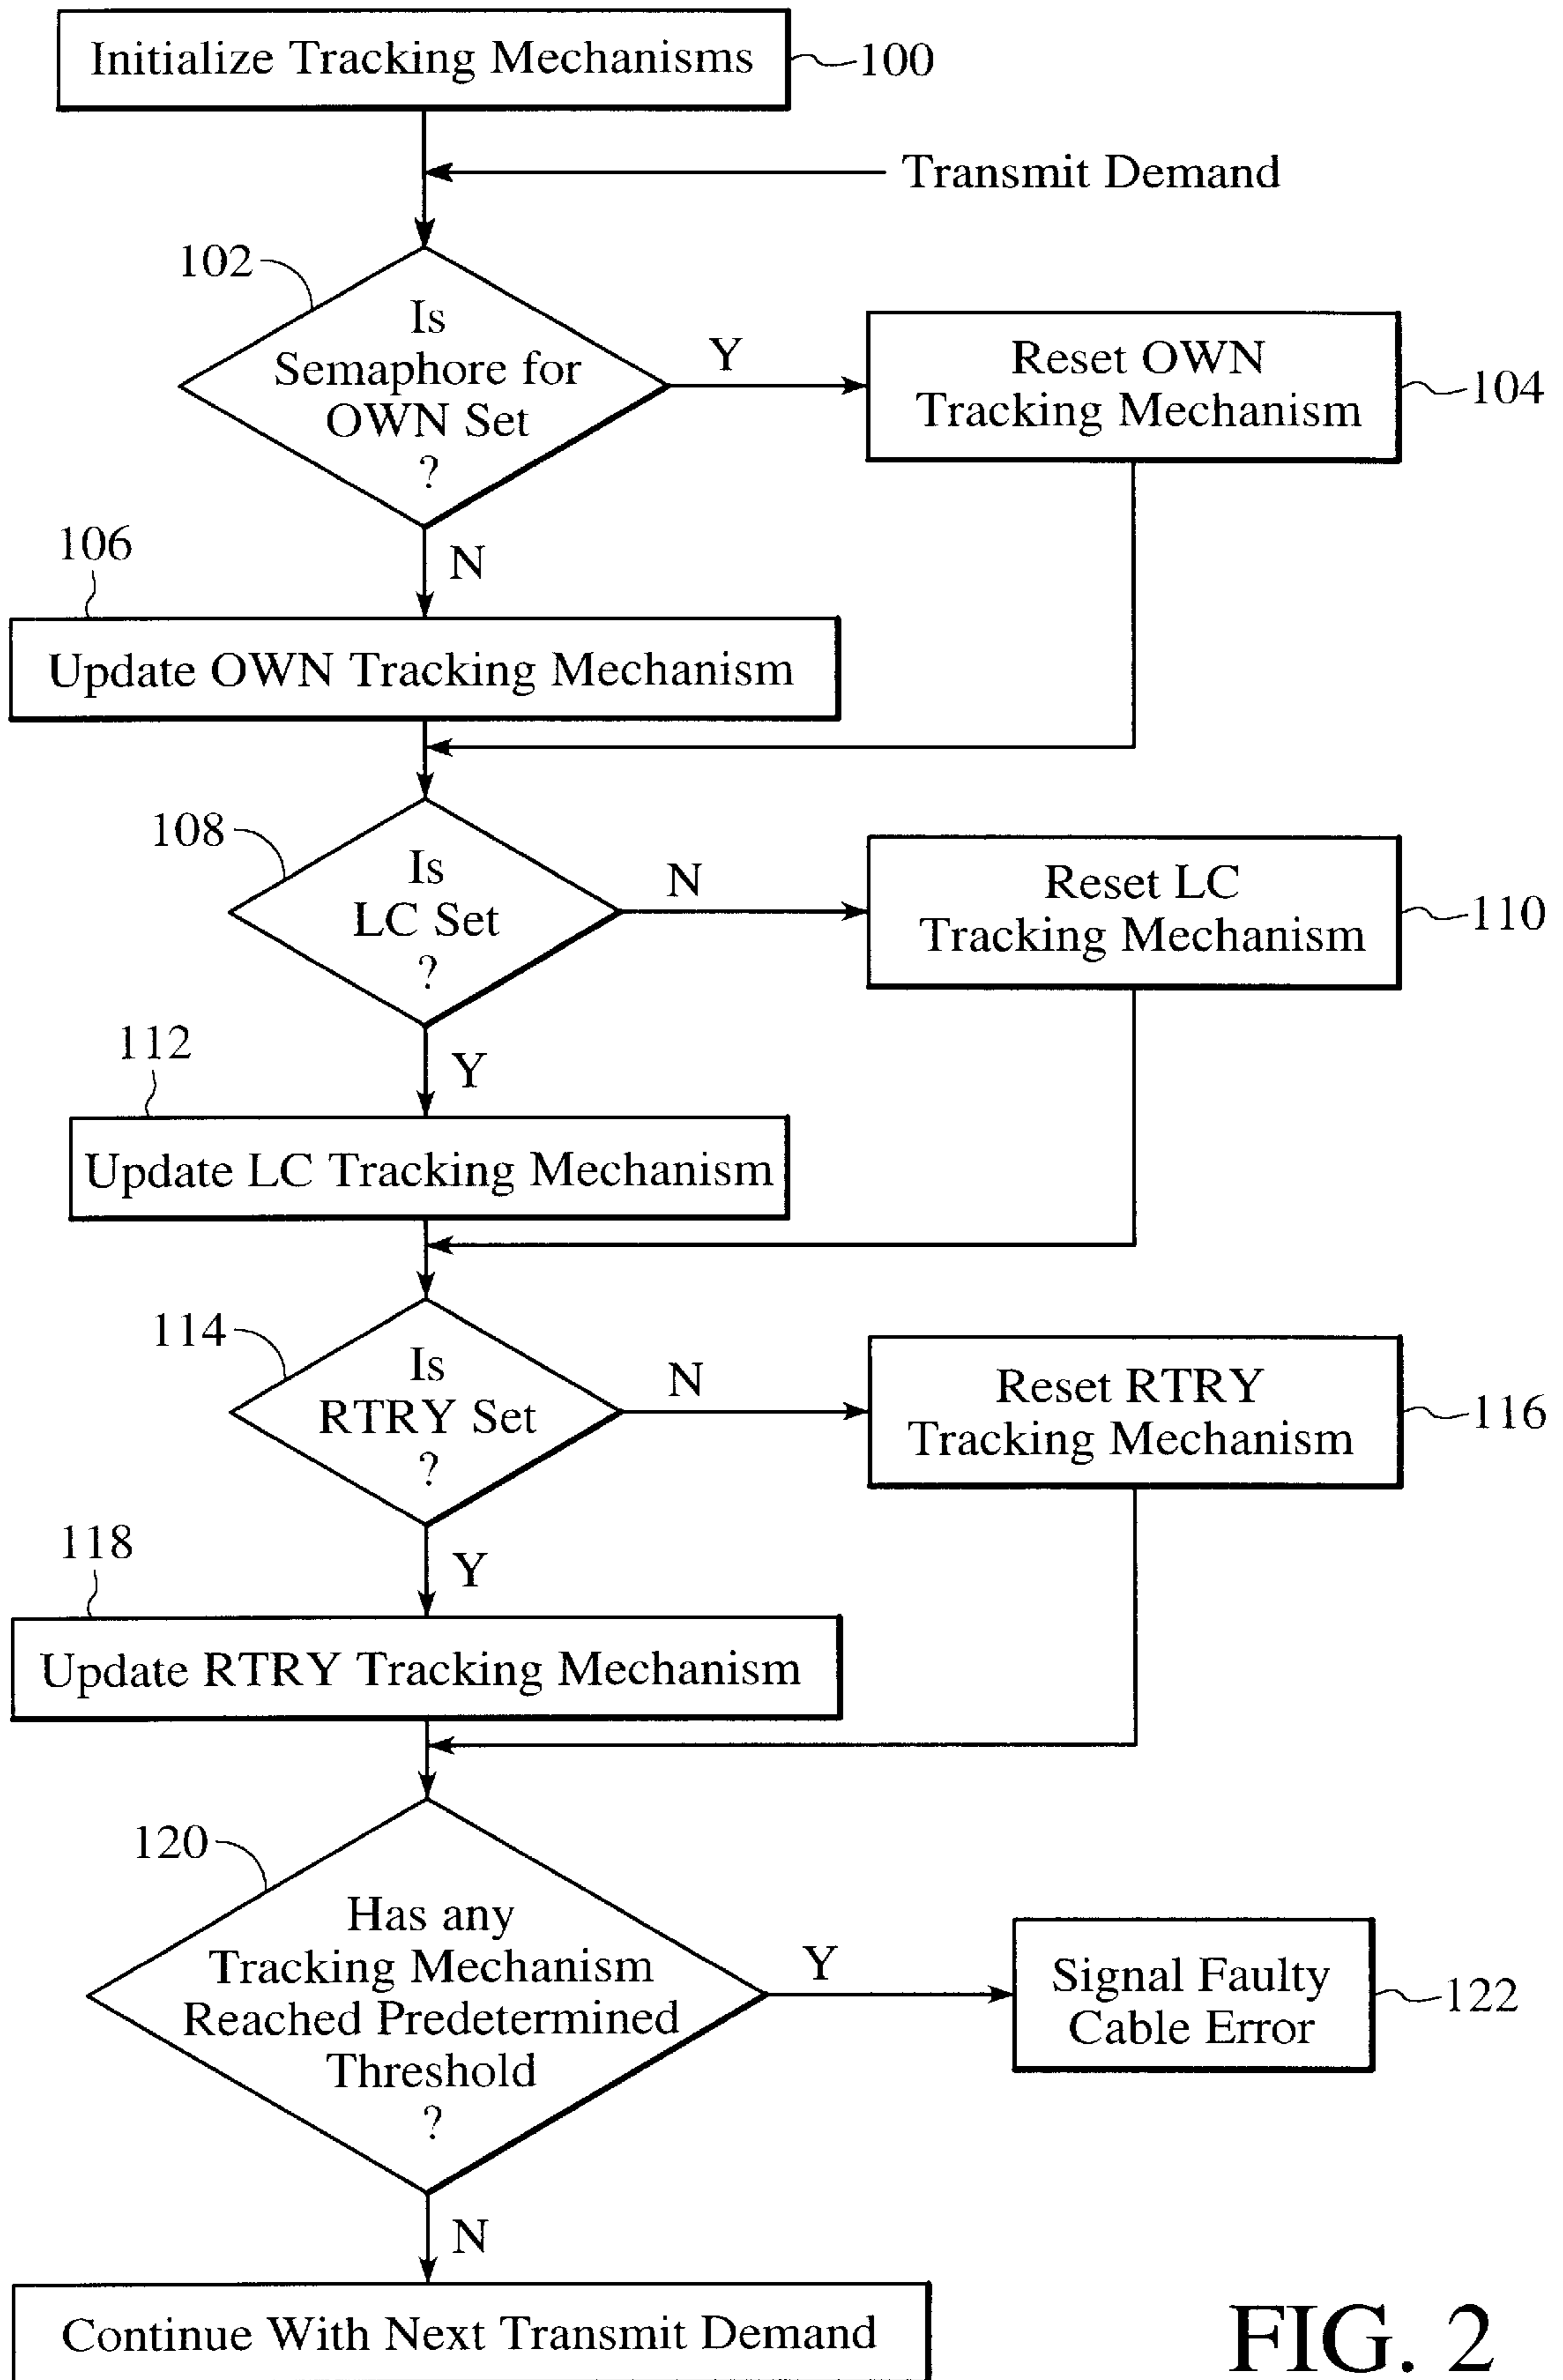 Initialize Tracking Mechanisms
100
Transmit Demand
102
Is
Semaphore for
OWN Set
?
Y
Reset OWN
Tracking Mechanism
104
N
106
Update OWN Tracking Mechanism
108
Is
LC Set
?
N
Reset LC
Tracking Mechanism
110
Y
112
Update LC Tracking Mechanism
114
Is
RTRY Set
?
N
Reset RTRY
Tracking Mechanism
116
Y
118
Update RTRY Tracking Mechanism
120
Has any
Tracking Mechanism
Reached Predetermined
Threshold
?
Y
Signal Faulty
Cable Error
122
N
Continue With Next Transmit Demand
FIG. 2